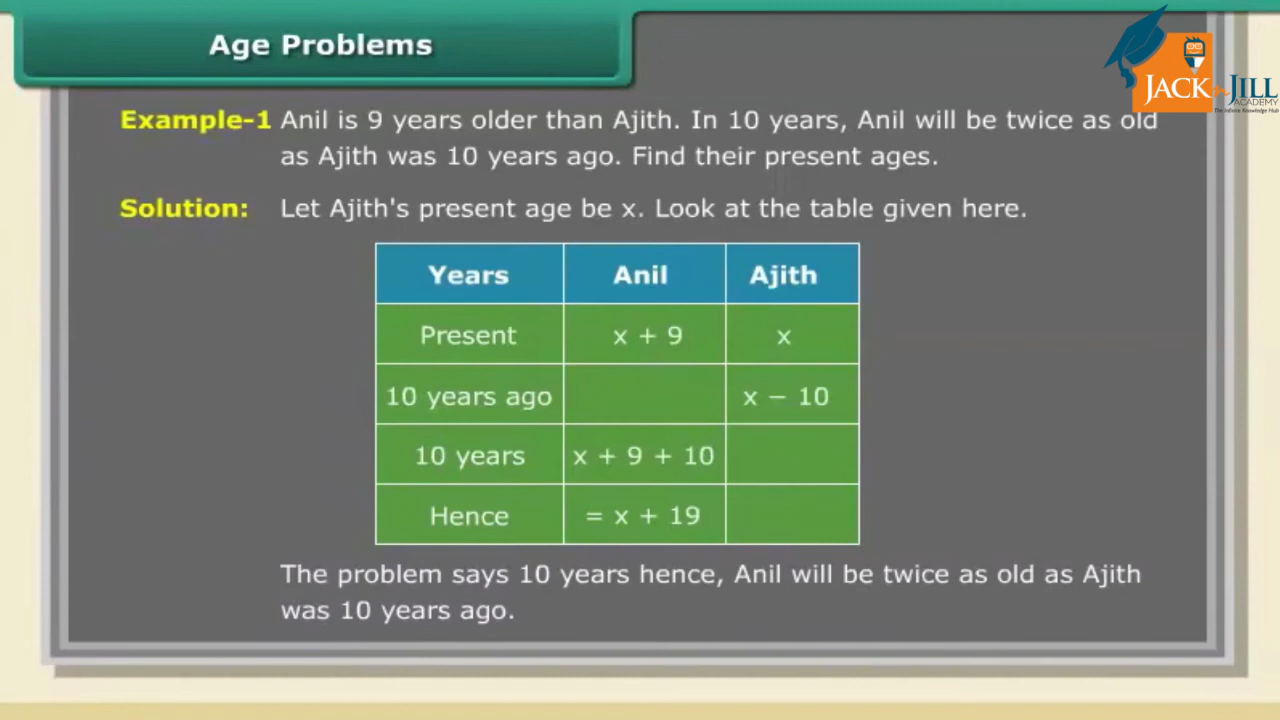 Age Problems
JACK n JILL
ACADEMY
The Infinite Knowledge Hub
Example-1 Anil is 9 years older than Ajith. In 10 years, Anil will be twice as old
as Ajith was 10 years ago. Find their present ages.
Solution: Let Ajith's present age be x. Look at the table given here.
Years Anil Ajith
Present x + 9 x
10 years ago x − 10
10 years x + 9 + 10
Hence = x + 19
The problem says 10 years hence, Anil will be twice as old as Ajith
was 10 years ago.